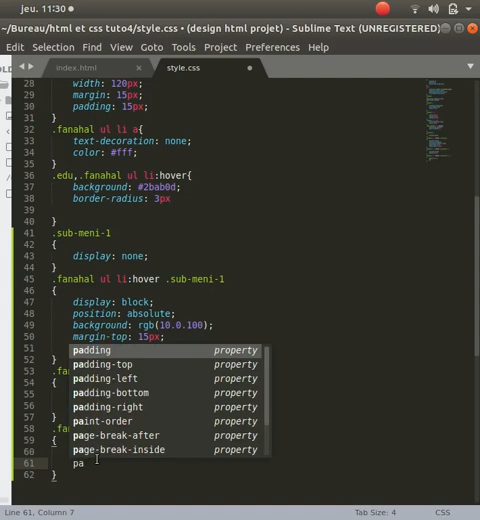 jeu. 11:30
~/Bureau/html et css tuto4/style.css • (design html projet) - Sublime Text (UNREGISTERED)
Edit Selection Find View Goto Tools Project Preferences Help
index.html style.css
28 width: 120px;
29 margin: 15px;
30 padding: 15px;
31 }
32 .fanahal ul li a{
33 text-decoration: none;
34 color: #fff;
35 }
36 .edu,.fanahal ul li:hover{
37 background: #2bab0d;
38 border-radius: 3px
39
40 }
41 .sub-meni-1
42 {
43 display: none;
44 }
45 .fanahal ul li:hover .sub-meni-1
46 {
47 display: block;
48 position: absolute;
49 background: rgb(10.0.100);
50 margin-top: 15px;
51 padding property
52 } padding-top property
53 .fa padding-left property
54 { padding-bottom property
padding-right property
57 } paint-order property
58 .fa page-break-after property
59 { page-break-inside property
60
61 pa
62 }
Line 61, Column 7 Tab Size: 4 CSS